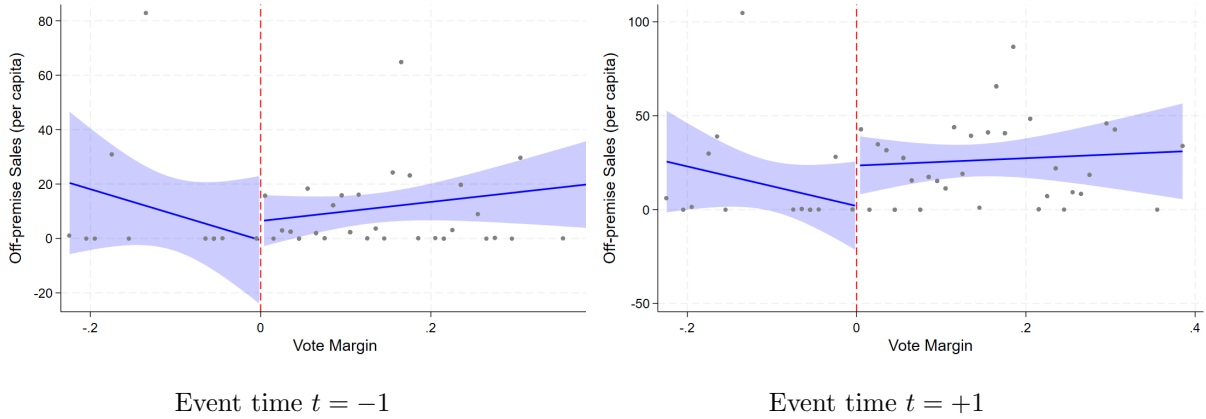 Off-premise Sales (per capita)
80
60
40
20
0
-20
-.2
0
.2
Vote Margin
Event time t = −1
Off-premise Sales (per capita)
100
50
0
-50
-.2
0
.2
.4
Vote Margin
Event time t = +1